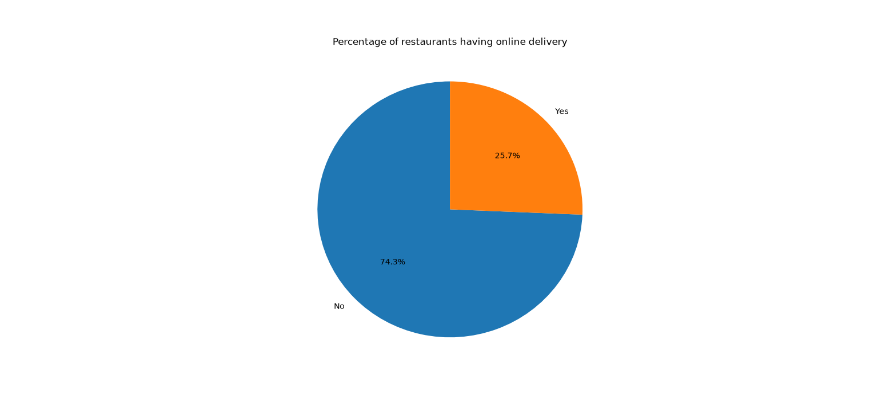 Percentage of restaurants having online delivery
Yes
25.7%
74.3%
No